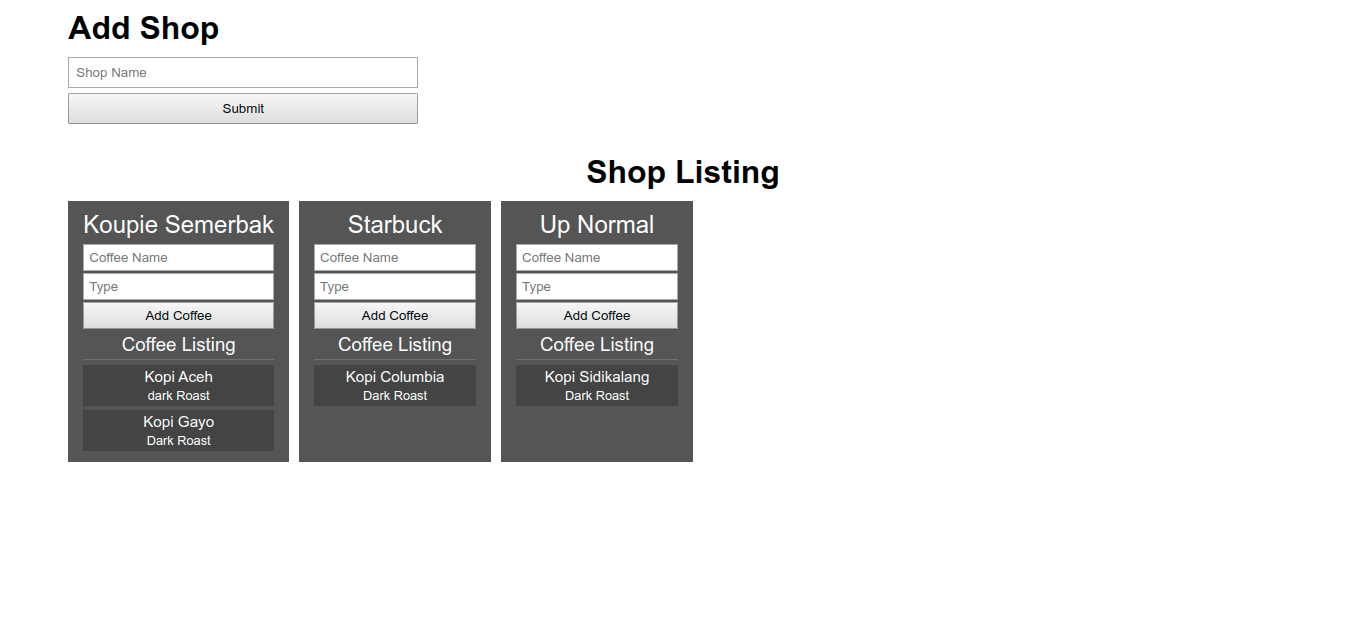 Add Shop
Shop Name
Submit
Shop Listing
Koupie Semerbak
Coffee Name
Type
Add Coffee
Coffee Listing
Kopi Aceh
dark Roast
Kopi Gayo
Dark Roast
Starbuck
Coffee Name
Type
Add Coffee
Coffee Listing
Kopi Columbia
Dark Roast
Up Normal
Coffee Name
Type
Add Coffee
Coffee Listing
Kopi Sidikalang
Dark Roast